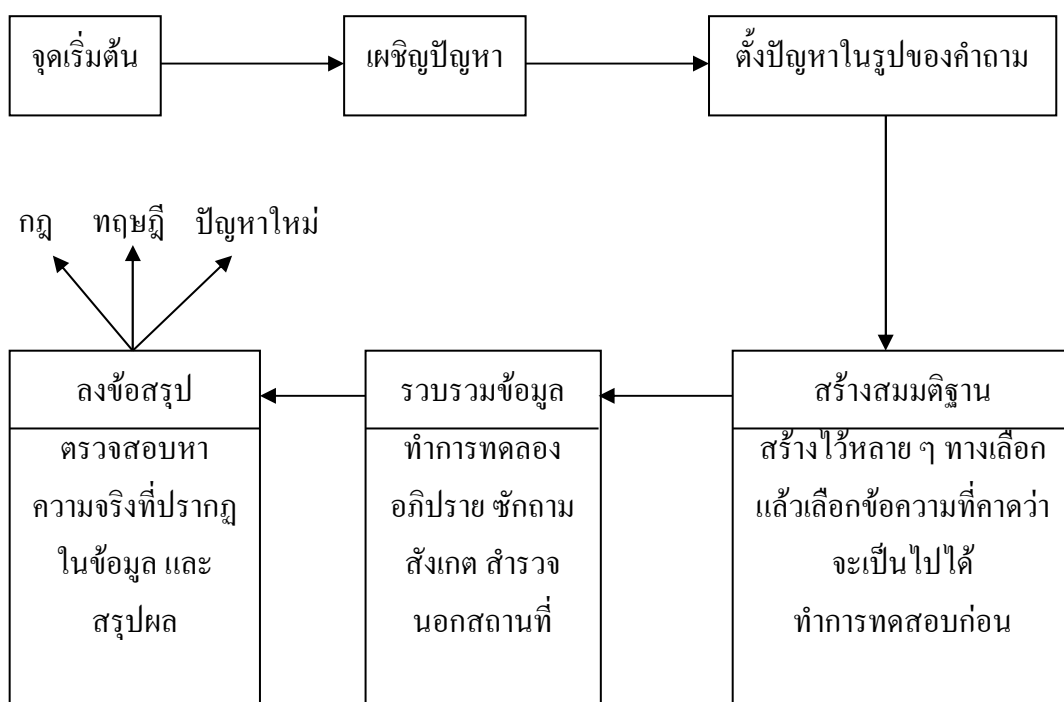 จุดเริ่มต้น
เผชิญปัญหา
ตั้งปัญหาในรูปของคำถาม
กฎ
ทฤษฎี
ปัญหาใหม่
ลงข้อสรุป
ตรวจสอบหา
ความจริงที่ปรากฏ
ในข้อมูล และ
สรุปผล
รวบรวมข้อมูล
ทำการทดลอง
อภิปราย ซักถาม
สังเกต สำรวจ
นอกสถานที่
สร้างสมมติฐาน
สร้างไว้หลาย ๆ ทางเลือก
แล้วเลือกข้อความที่คาดว่า
จะเป็นไปได้
ทำการทดสอบก่อน